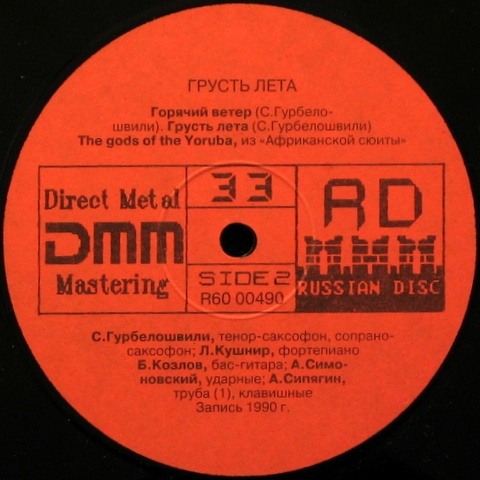 ГРУСТЬ ЛЕТА
Горячий ветер (С.Гурбело-
швили). Грусть лета (С.Гурбелошвили)
The gods of the Yoruba, из «Африканской сюиты»
Direct Metal
DMM
Mastering
33
SIDE 2
R60 00490
RD
RUSSIAN DISC
С.Гурбелошвили, тенор-саксофон, сопрано-
саксофон; Л.Кушнир, фортепиано
Б.Козлов, бас-гитара; А.Симо-
новский, ударные; А.Сипягин,
труба (1), клавишные
Запись 1990 г.